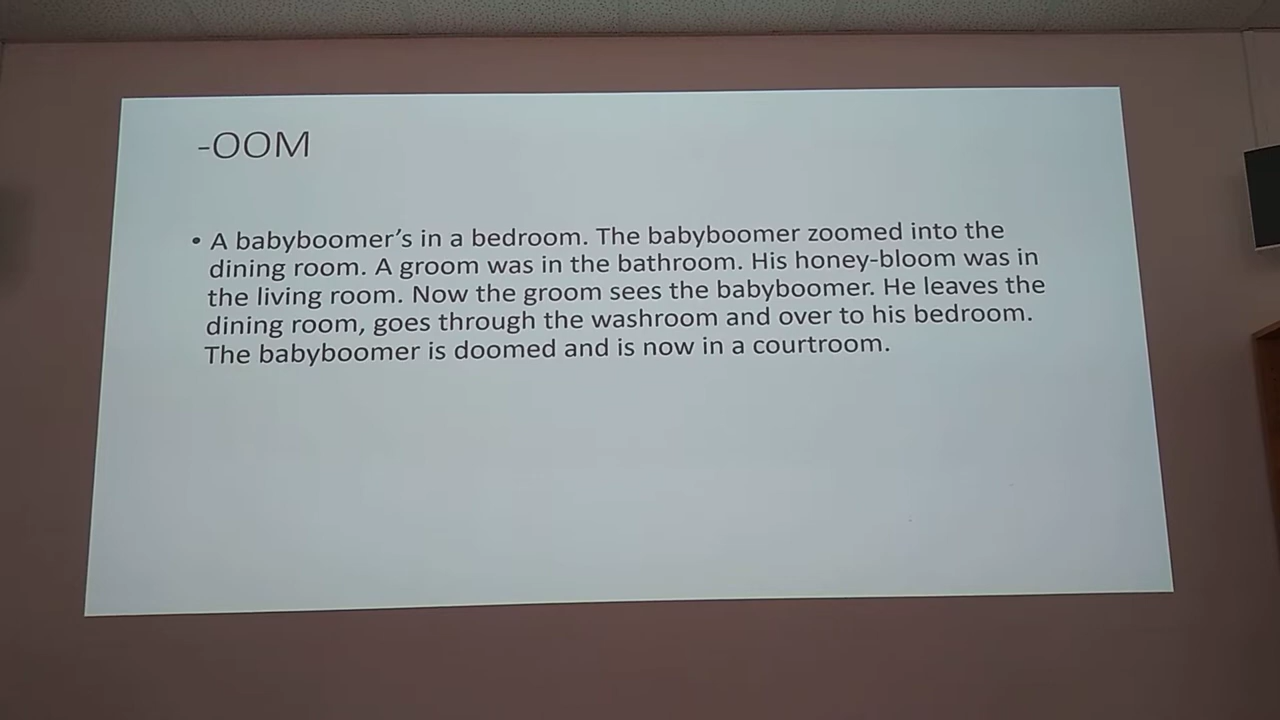 -OOM
• A babyboomer's in a bedroom. The babyboomer zoomed into the
dining room. A groom was in the bathroom. His honey-bloom was in
the living room. Now the groom sees the babyboomer. He leaves the
dining room, goes through the washroom and over to his bedroom.
The babyboomer is doomed and is now in a courtroom.